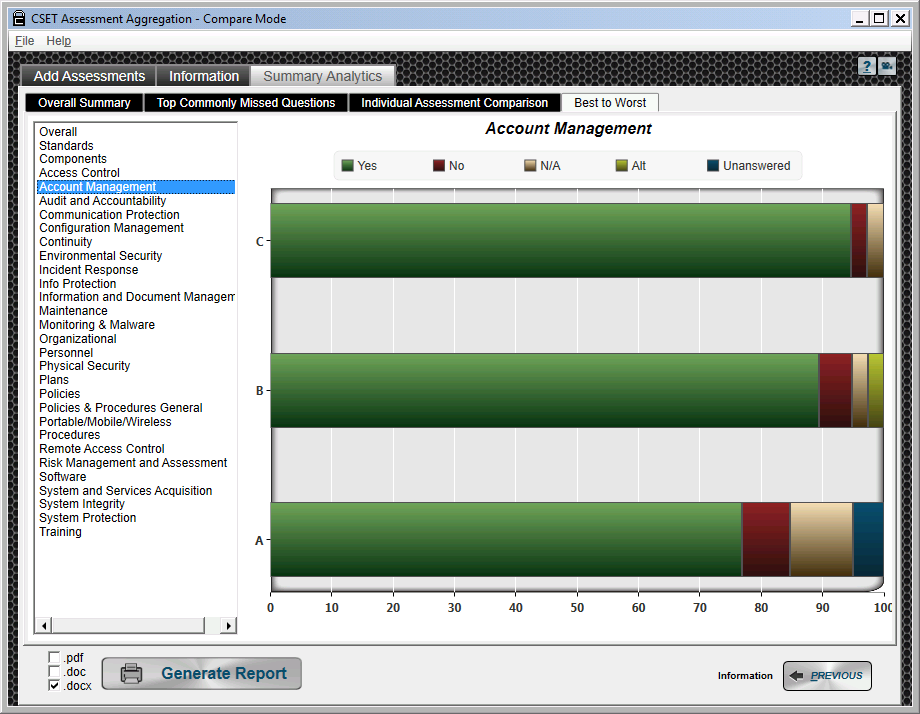 CSET Assessment Aggregation - Compare Mode
File Help
Add Assessments Information Summary Analytics
?
Overall Summary Top Commonly Missed Questions Individual Assessment Comparison Best to Worst
Overall
Standards
Components
Access Control
Account Management
Audit and Accountability
Communication Protection
Configuration Management
Continuity
Environmental Security
Incident Response
Info Protection
Information and Document Managem
Maintenance
Monitoring & Malware
Organizational
Personnel
Physical Security
Plans
Policies
Policies & Procedures General
Portable/Mobile/Wireless
Procedures
Remote Access Control
Risk Management and Assessment
Software
System and Services Acquisition
System Integrity
System Protection
Training
Account Management
Yes No N/A Alt Unanswered
C
B
A
0 10 20 30 40 50 60 70 80 90 100
.pdf
.doc
.docx
Generate Report
Information
PREVIOUS